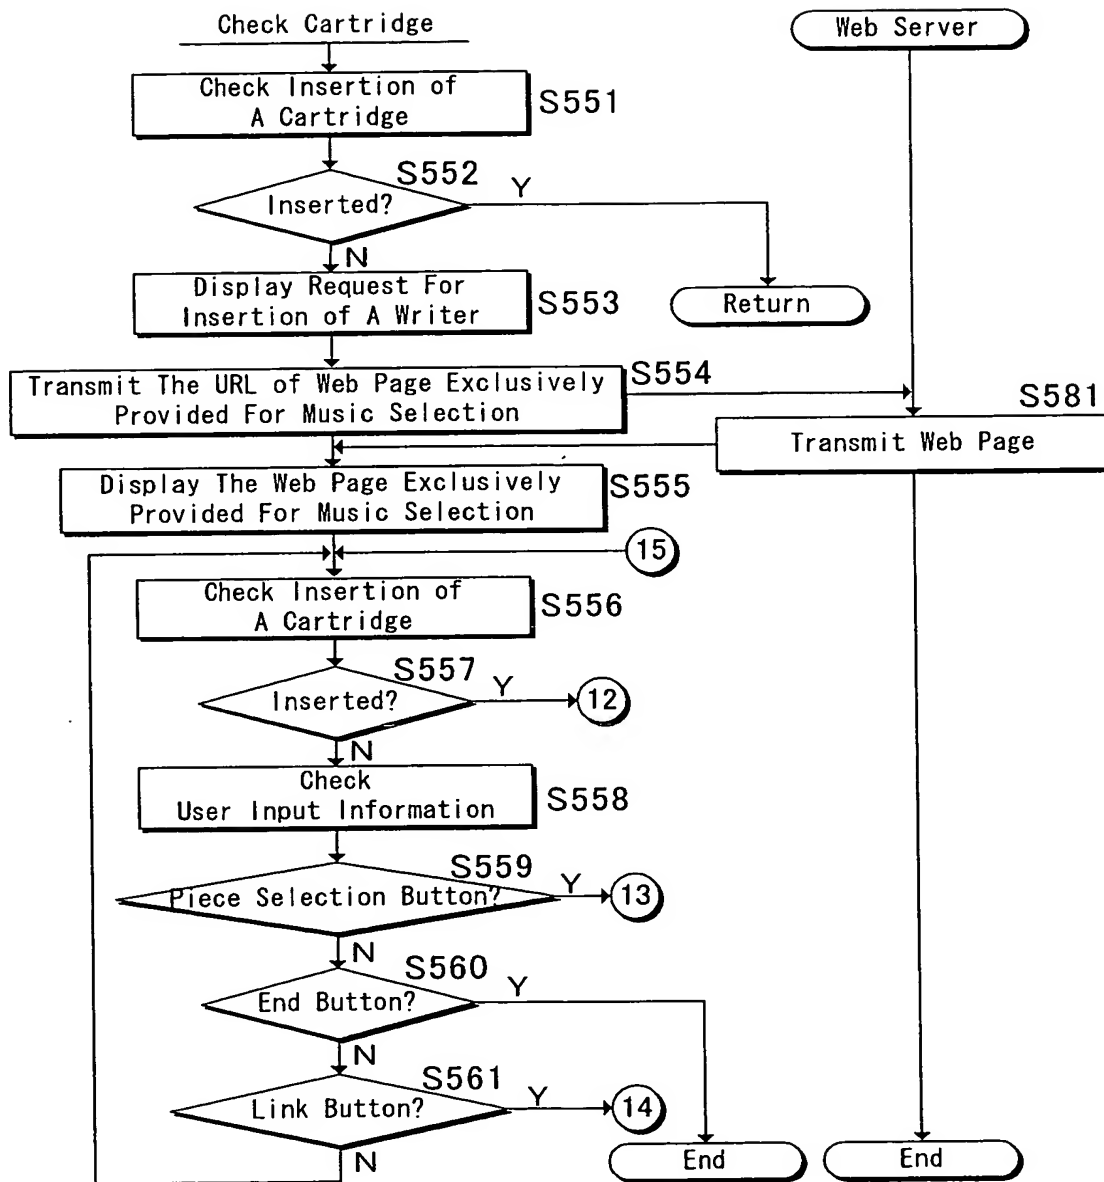 Check Cartridge
Web Server
Check Insertion of
A Cartridge
S551
S552
Inserted?
Y
N
Display Request For
Insertion of A Writer
S553
Return
Transmit The URL of Web Page Exclusively
Provided For Music Selection
S554
S581
Transmit Web Page
Display The Web Page Exclusively
Provided For Music Selection
S555
15
Check Insertion of
A Cartridge
S556
S557
Inserted?
Y
12
N
Check
User Input Information
S558
S559
Piece Selection Button?
Y
13
N
S560
End Button?
Y
N
S561
Link Button?
Y
14
N
End
End